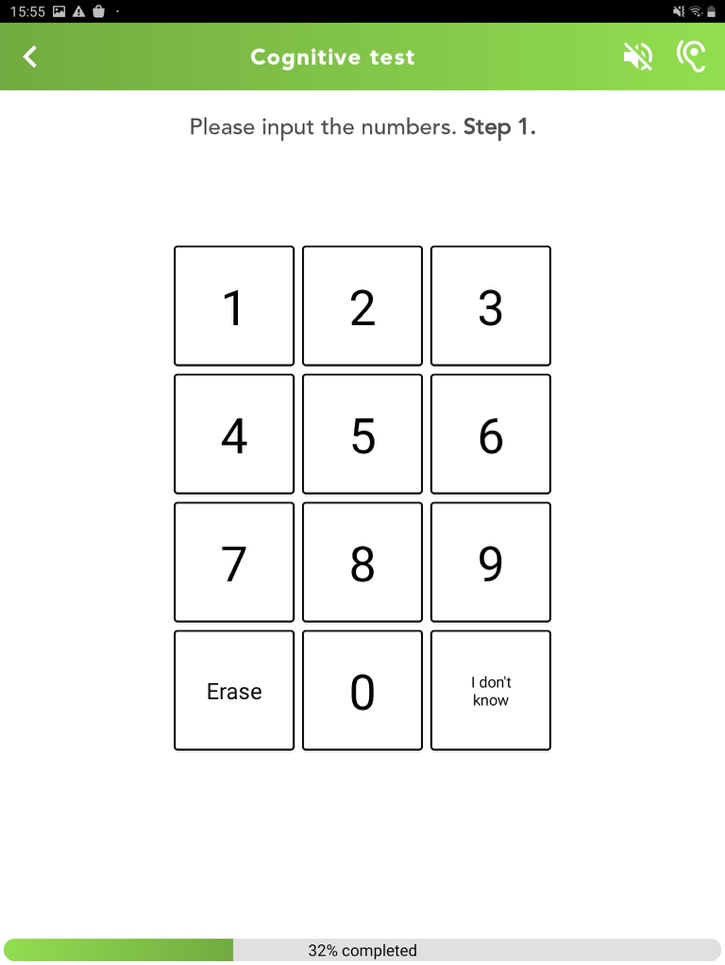 15:55
Cognitive test
Please input the numbers. Step 1.
1 2 3
4 5 6
7 8 9
Erase 0 I don't
know
32% completed